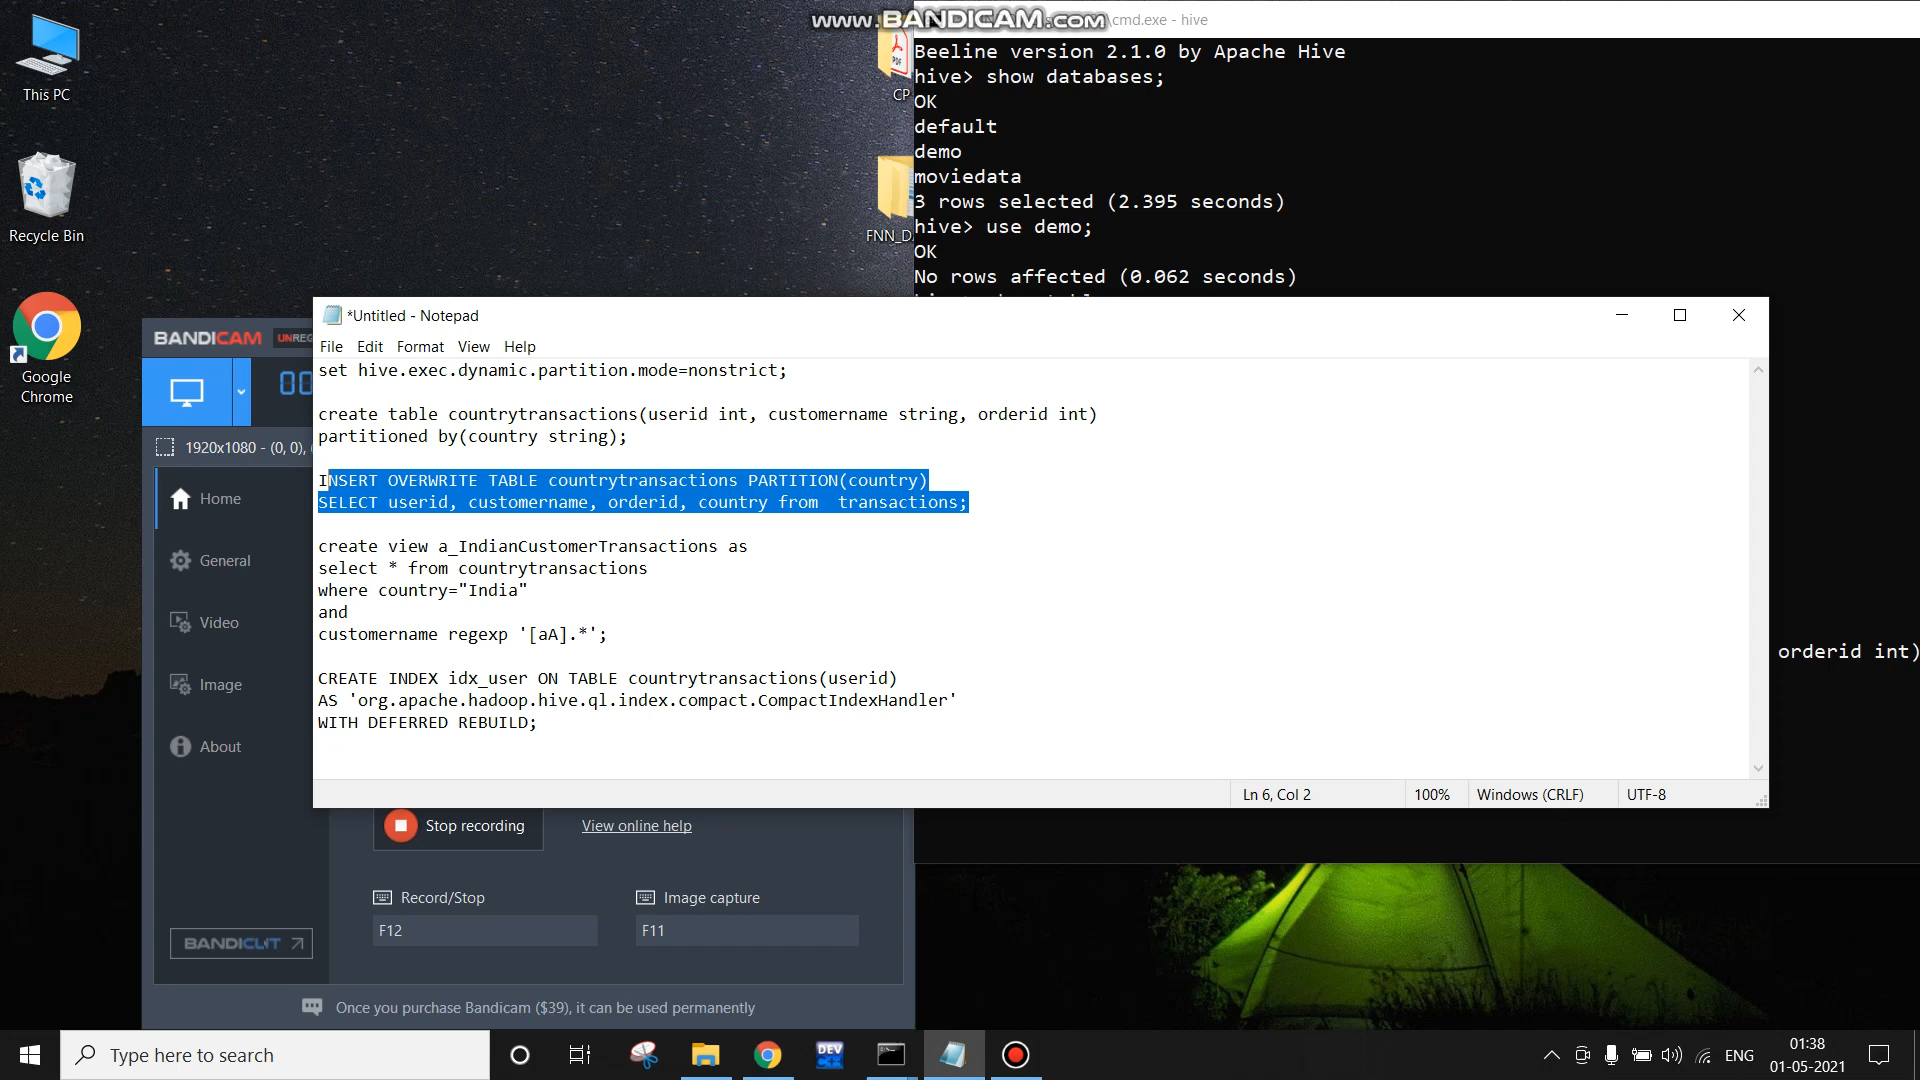 www.BANDICAM.com
\cmd.exe - hive
Beeline version 2.1.0 by Apache Hive
hive> show databases;
OK
default
demo
moviedata
3 rows selected (2.395 seconds)
hive> use demo;
OK
No rows affected (0.062 seconds)
orderid int)
This PC
Recycle Bin
Google
Chrome
CP
FNN_D
BANDICAM
UNREG
1920x1080 - (0, 0),
Home
General
Video
Image
About
BANDICUT
*Untitled - Notepad
File Edit Format View Help
set hive.exec.dynamic.partition.mode=nonstrict;
create table countrytransactions(userid int, customername string, orderid int)
partitioned by(country string);
INSERT OVERWRITE TABLE countrytransactions PARTITION(country)
SELECT userid, customername, orderid, country from  transactions;
create view a_IndianCustomerTransactions as
select * from countrytransactions
where country="India"
and
customername regexp '[aA].*';
CREATE INDEX idx_user ON TABLE countrytransactions(userid)
AS 'org.apache.hadoop.hive.ql.index.compact.CompactIndexHandler'
WITH DEFERRED REBUILD;
Ln 6, Col 2 100% Windows (CRLF) UTF-8
Stop recording View online help
Record/Stop Image capture
F12 F11
Once you purchase Bandicam ($39), it can be used permanently
Type here to search
DEV
ENG
01:38
01-05-2021